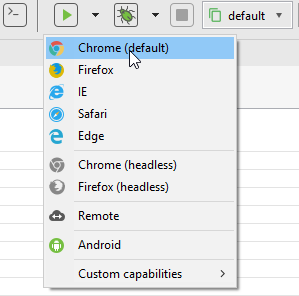 default
Chrome (default)
Firefox
IE
Safari
Edge
Chrome (headless)
Firefox (headless)
Remote
Android
Custom capabilities